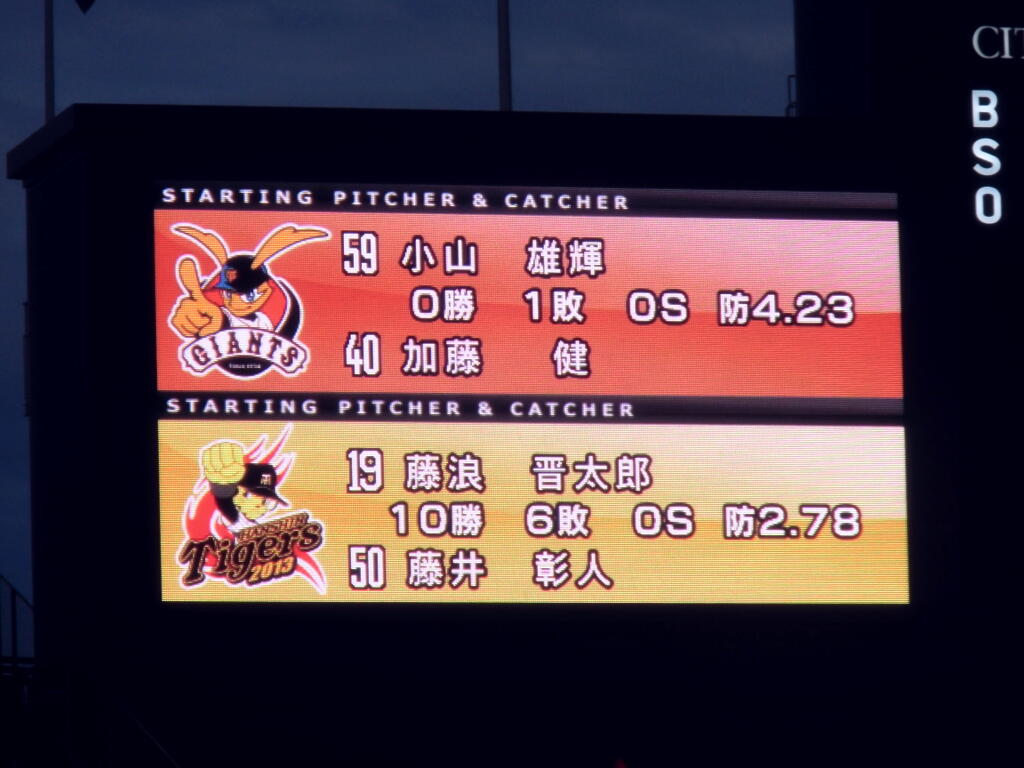 CIT
B
S
O
STARTING PITCHER & CATCHER
GIANTS
59 小山 雄輝
0勝 1敗 0S 防4.23
40 加藤 健
STARTING PITCHER & CATCHER
HANSHIN
Tigers
2013
19 藤浪 晋太郎
10勝 6敗 0S 防2.78
50 藤井 彰人